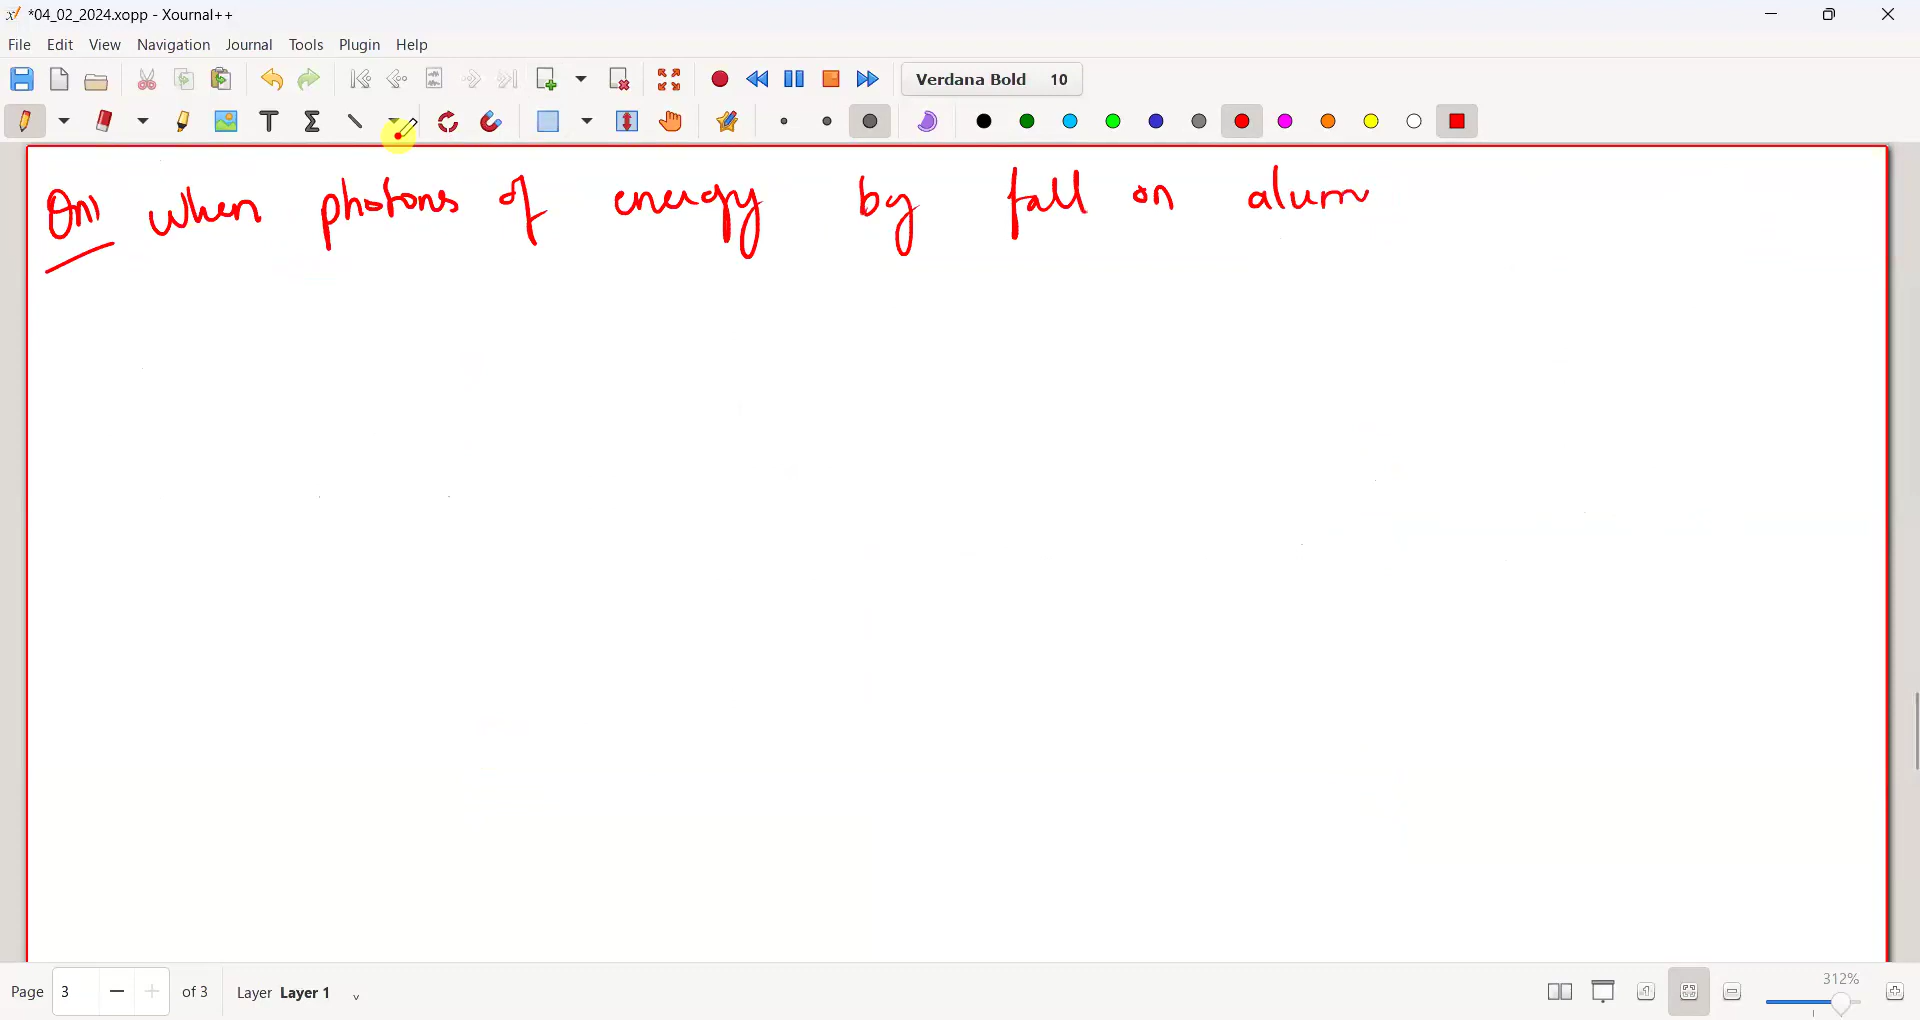 *04_02_2024.xopp - Xournal++
File Edit View Navigation Journal Tools Plugin Help
Verdana Bold 10
When photons of energy by fall on alum
Page 3 of 3 Layer Layer 1
312%